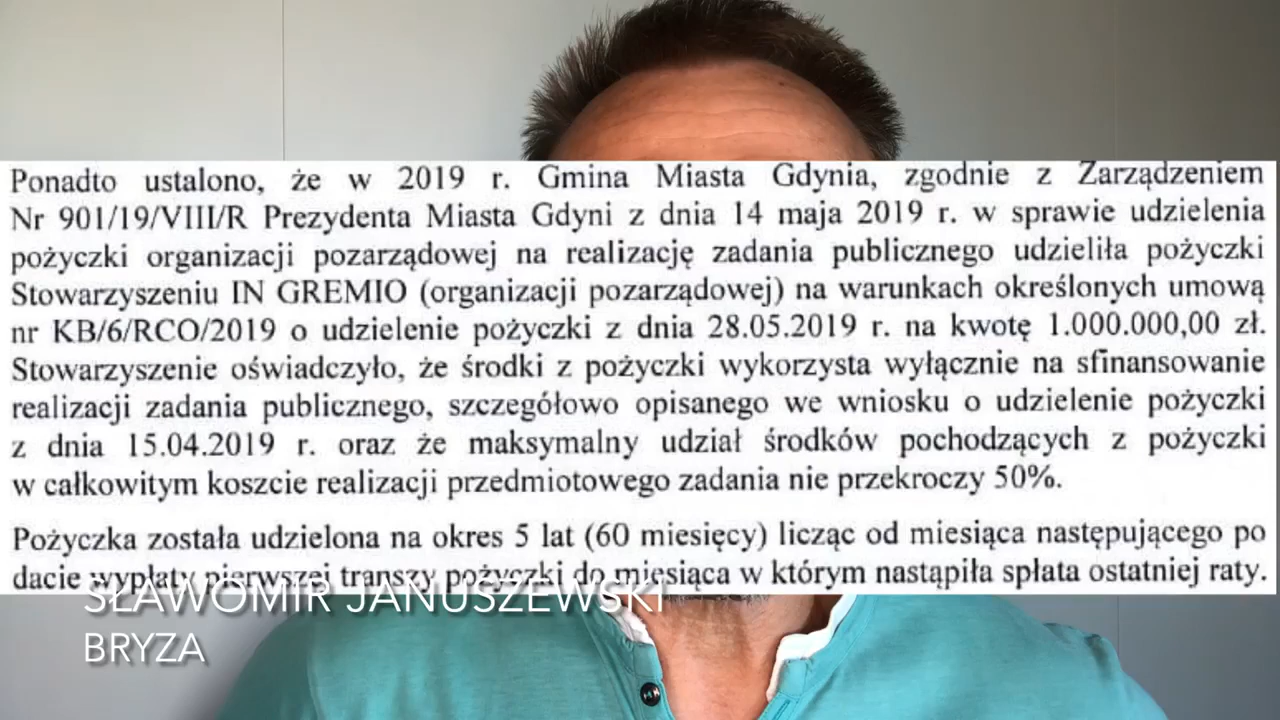 Ponadto ustalono, że w 2019 r. Gmina Miasta Gdynia, zgodnie z Zarządzeniem
Nr 901/19/VIII/R Prezydenta Miasta Gdyni z dnia 14 maja 2019 r. w sprawie udzielenia
pożyczki organizacji pozarządowej na realizację zadania publicznego udzieliła pożyczki
Stowarzyszeniu IN GREMIO (organizacji pozarządowej) na warunkach określonych umową
nr KB/6/RCO/2019 o udzielenie pożyczki z dnia 28.05.2019 r. na kwotę 1.000.000,00 zł.
Stowarzyszenie oświadczyło, że środki z pożyczki wykorzysta wyłącznie na sfinansowanie
realizacji zadania publicznego, szczegółowo opisanego we wniosku o udzielenie pożyczki
z dnia 15.04.2019 r. oraz że maksymalny udział środków pochodzących z pożyczki
w całkowitym koszcie realizacji przedmiotowego zadania nie przekroczy 50%.
Pożyczka została udzielona na okres 5 lat (60 miesięcy) licząc od miesiąca następującego po
dacie wypłaty pierwszej transzy pożyczki do miesiąca w którym nastąpiła spłata ostatniej raty.
SŁAWOMIR JANUSZEWSKI
BRYZA